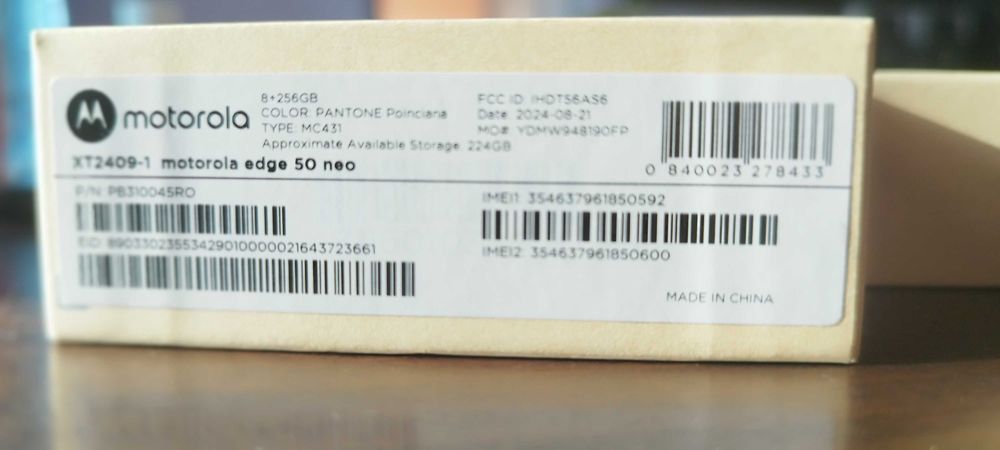 motorola
8+256GB
COLOR: PANTONE Poinciana
TYPE: MC431
Approximate Available Storage: 224GB
FCC ID: IHDT56AS6
Date: 2024-08-21
MO# YDMW948190FP
0 840023 278433
XT2409-1 motorola edge 50 neo
P/N: PB310045RO
EID: 89033023553429010000021643723661
IMEI1: 354637961850592
IMEI2: 354637961850600
MADE IN CHINA